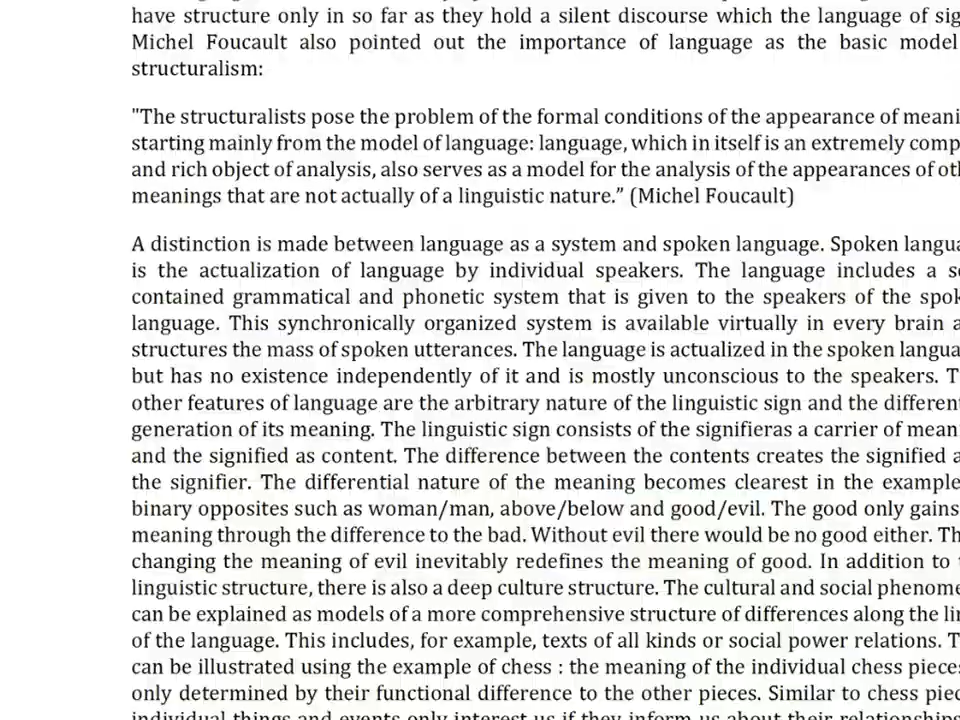 have structure only in so far as they hold a silent discourse which the language of sig
Michel Foucault also pointed out the importance of language as the basic model
structuralism:
"The structuralists pose the problem of the formal conditions of the appearance of meani
starting mainly from the model of language: language, which in itself is an extremely comp
and rich object of analysis, also serves as a model for the analysis of the appearances of oth
meanings that are not actually of a linguistic nature.” (Michel Foucault)
A distinction is made between language as a system and spoken language. Spoken langua
is the actualization of language by individual speakers. The language includes a se
contained grammatical and phonetic system that is given to the speakers of the spok
language. This synchronically organized system is available virtually in every brain a
structures the mass of spoken utterances. The language is actualized in the spoken langua
but has no existence independently of it and is mostly unconscious to the speakers. T
other features of language are the arbitrary nature of the linguistic sign and the different
generation of its meaning. The linguistic sign consists of the signifieras a carrier of mean
and the signified as content. The difference between the contents creates the signified a
the signifier. The differential nature of the meaning becomes clearest in the example
binary opposites such as woman/man, above/below and good/evil. The good only gains
meaning through the difference to the bad. Without evil there would be no good either. Th
changing the meaning of evil inevitably redefines the meaning of good. In addition to t
linguistic structure, there is also a deep culture structure. The cultural and social phenome
can be explained as models of a more comprehensive structure of differences along the lin
of the language. This includes, for example, texts of all kinds or social power relations. T
can be illustrated using the example of chess : the meaning of the individual chess pieces
only determined by their functional difference to the other pieces. Similar to chess piec
individual things and events only interest us if they inform us about their relationships